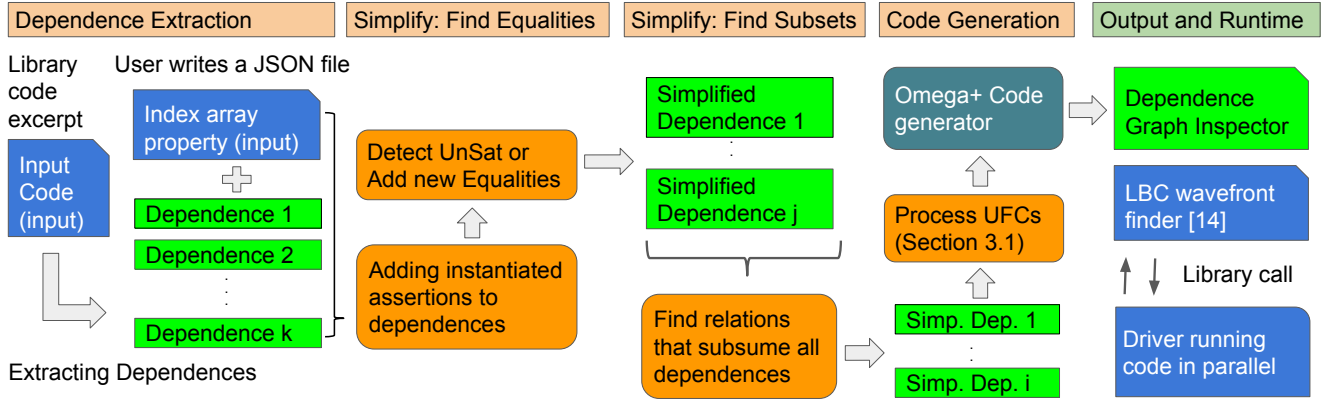 Dependence Extraction
Simplify: Find Equalities
Simplify: Find Subsets
Code Generation
Output and Runtime
Library
code
excerpt
User writes a JSON file
Index array
property (input)
Input
Code
(input)
Dependence 1
Dependence 2
Dependence k
Extracting Dependences
Detect UnSat or
Add new Equalities
Adding instantiated
assertions to
dependences
Simplified
Dependence 1
Simplified
Dependence j
Find relations
that subsume all
dependences
Omega+ Code
generator
Process UFCs
(Section 3.1)
Simp. Dep. 1
Simp. Dep. i
Dependence
Graph Inspector
LBC wavefront
finder [14]
Library call
Driver running
code in parallel